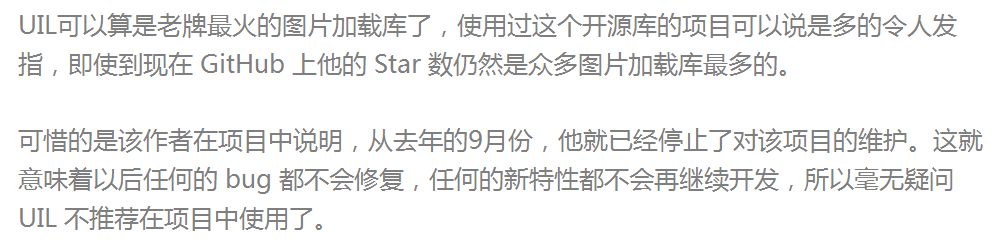 UIL可以算是老牌最火的图片加载库了，使用过这个开源库的项目可以说是多的令人发
指，即使到现在 GitHub 上他的 Star 数仍然是众多图片加载库最多的。
可惜的是该作者在项目中说明，从去年的9月份，他就已经停止了对该项目的维护。这就
意味着以后任何的 bug 都不会修复，任何的新特性都不会再继续开发，所以毫无疑问
UIL 不推荐在项目中使用了。